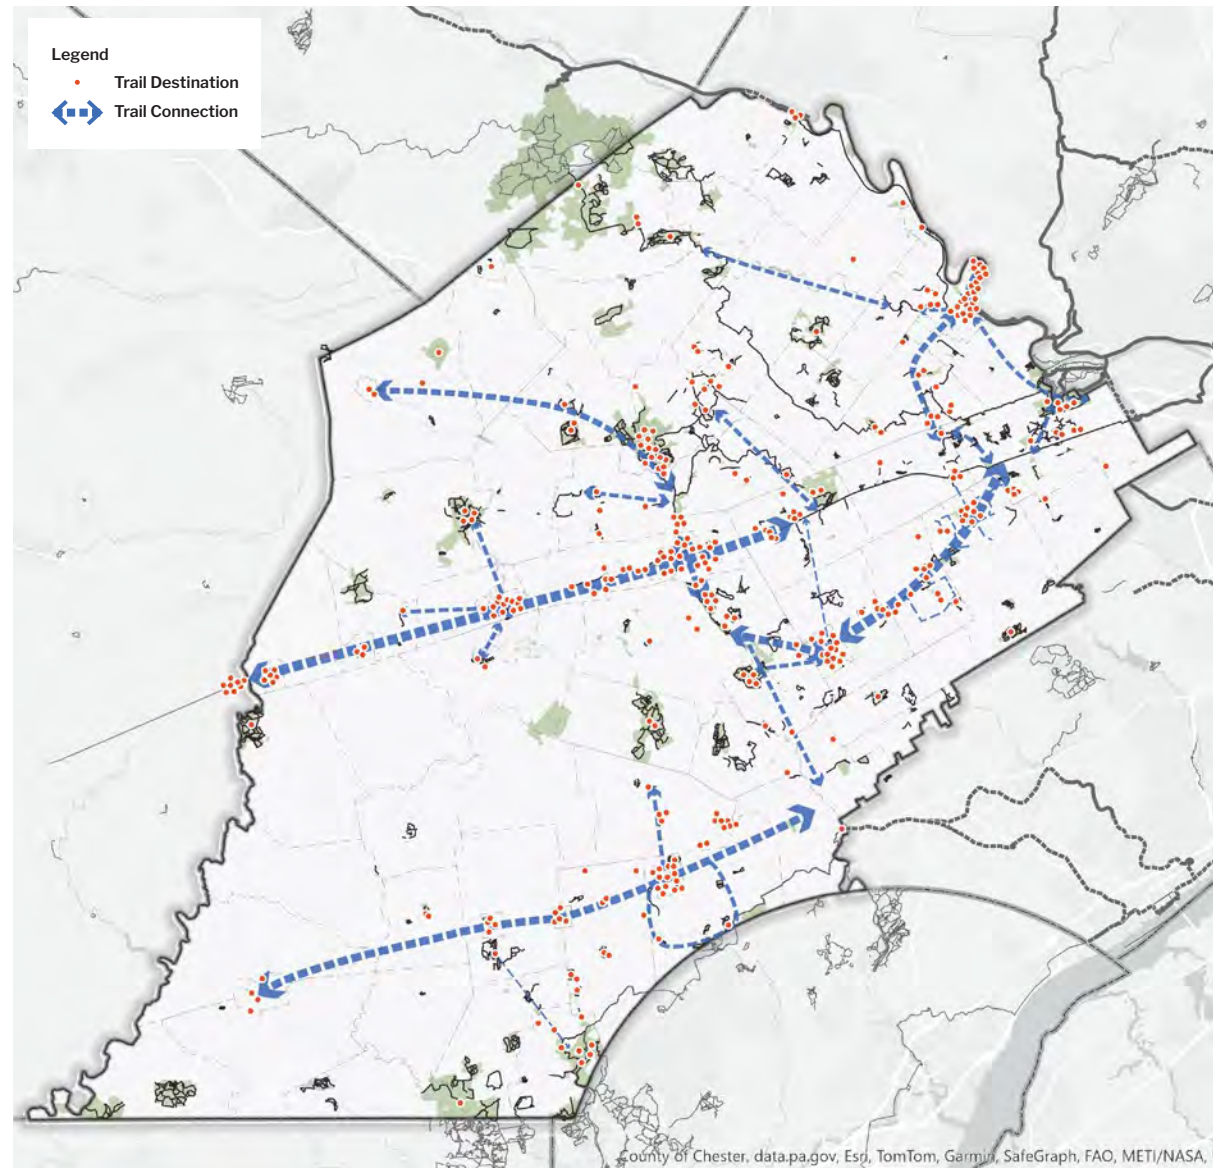 Legend
Trail Destination
Trail Connection
County of Chester, data.pa.gov, Esri, TomTom, Garmin, SafeGraph, FAO, METI/NASA,